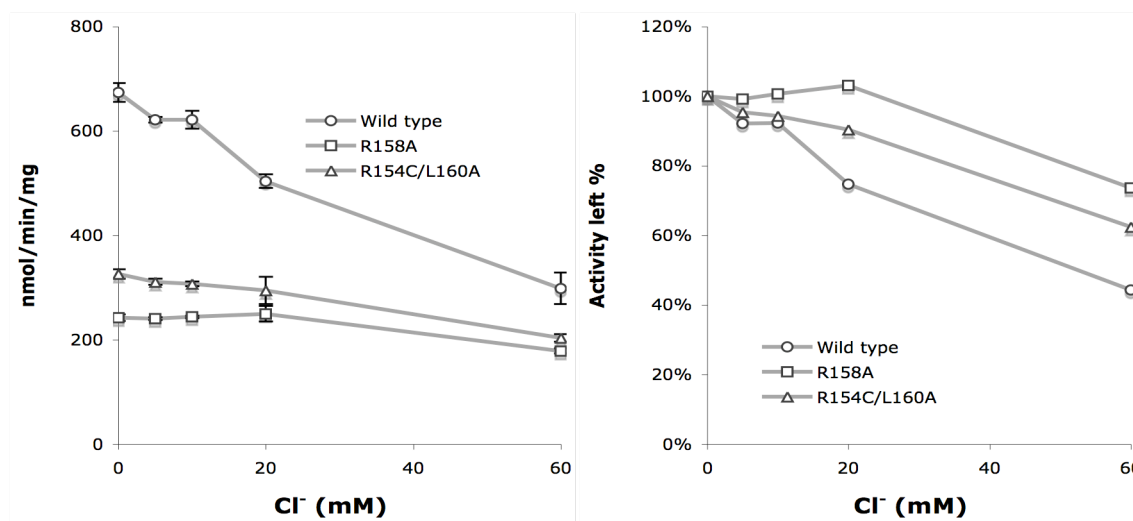 800
600
400
200
0
0
20
40
60
nmol/min/mg
Cl⁻ (mM)
Wild type
R158A
R154C/L160A
120%
100%
80%
60%
40%
20%
0%
0
20
40
60
Activity left %
Cl⁻ (mM)
Wild type
R158A
R154C/L160A